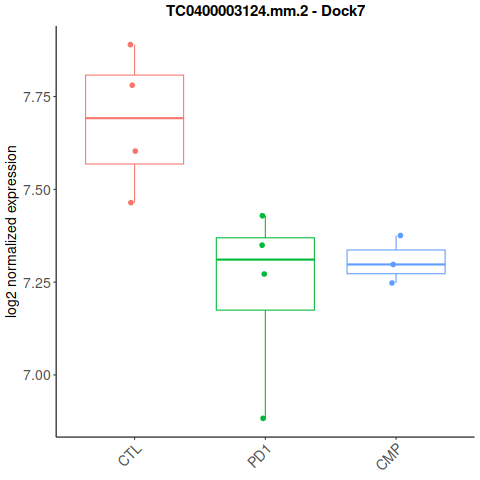 TC0400003124.mm.2 - Dock7
log2 normalized expression
7.75
7.50
7.25
7.00
CTL
PD1
CMP